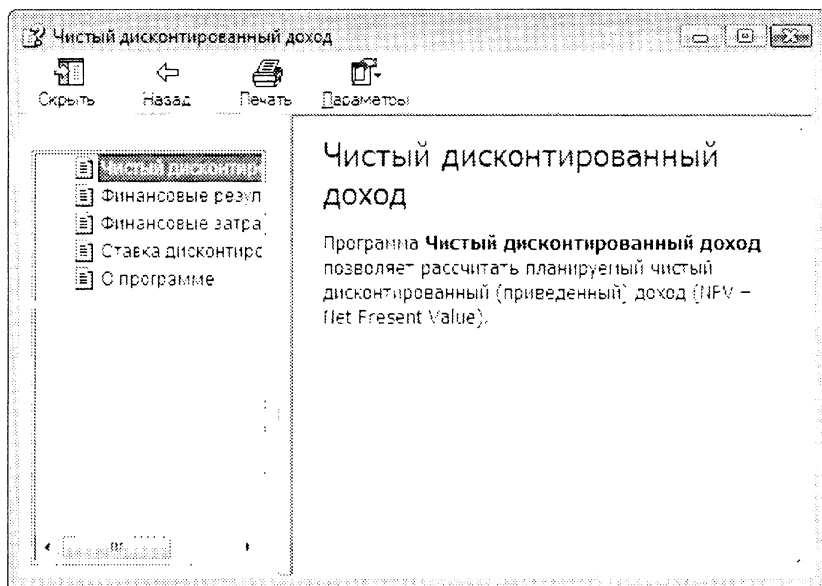 Чистый дисконтированный доход
Скрыть Назад Печать Параметры
Чистый дисконтир
Финансовые резул
Финансовые затра
Ставка дисконтирс
О программе
Чистый дисконтированный
доход
Программа Чистый дисконтированный доход
позволяет рассчитать планируемый чистый
дисконтированный (приведенный) доход (NPV –
Net Present Value).